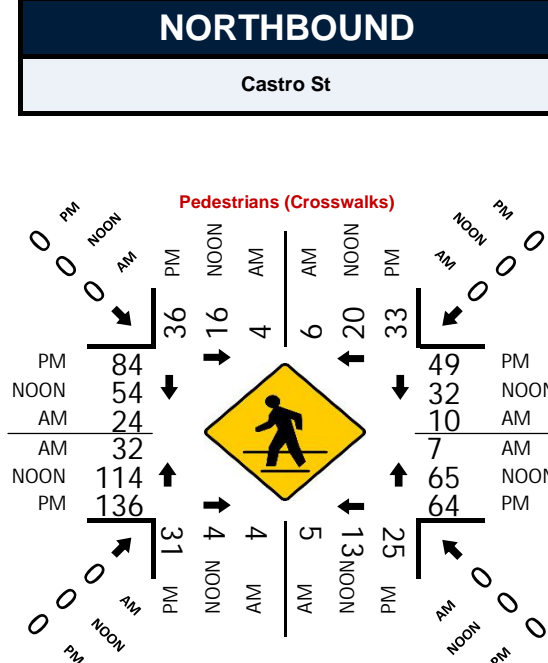 NORTHBOUND
Castro St
Pedestrians (Crosswalks)
PM NOON AM
0 0 0
PM NOON AM
36 16 4
AM NOON PM
6 20 33
PM NOON AM
0 0 0
PM 84
NOON 54
AM 24
AM 32
NOON 114
PM 136
49 PM
32 NOON
10 AM
7 AM
65 NOON
64 PM
31 4 4
PM NOON AM
5 13 25
AM NOON PM
0 0 0
AM NOON PM
0 0 0
AM NOON PM